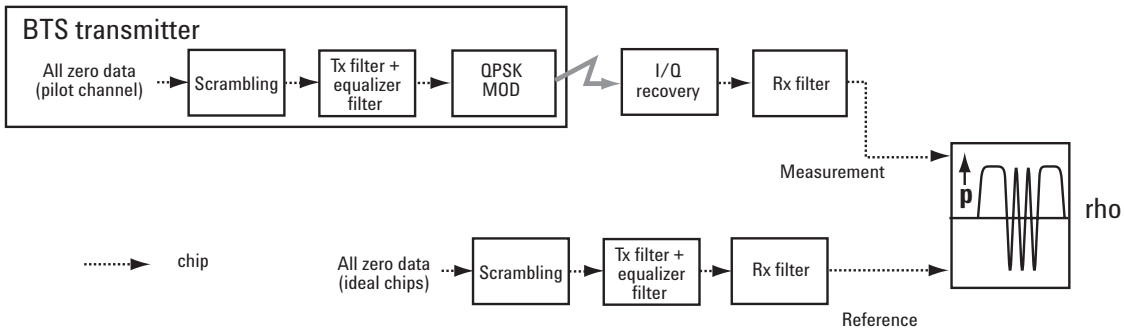 BTS transmitter
All zero data
(pilot channel)
Scrambling
Tx filter +
equalizer
filter
QPSK
MOD
I/Q
recovery
Rx filter
Measurement
p
rho
chip
All zero data
(ideal chips)
Scrambling
Tx filter +
equalizer
filter
Rx filter
Reference